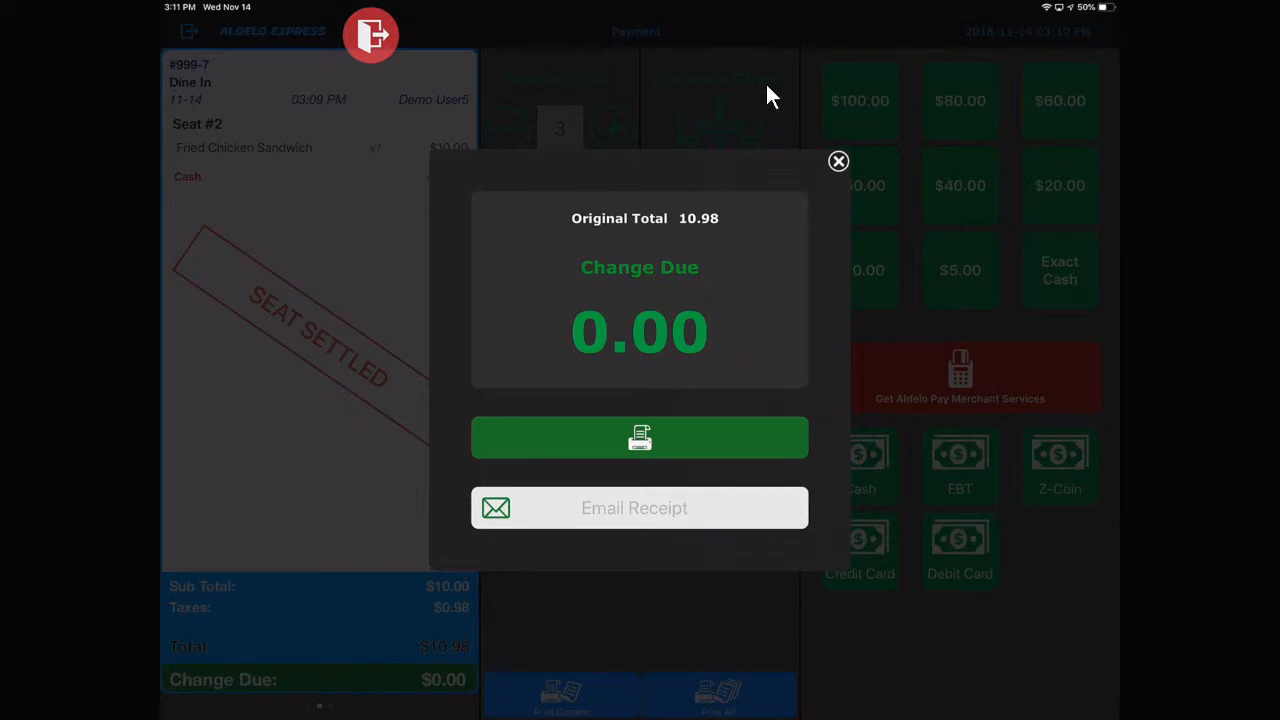 3:11 PM Wed Nov 14
50%
ALDELO EXPRESS
Payment
2018-11-14 03:10 PM
#999-7
Dine In
11-14 03:09 PM Demo User5
Seat #2
Fried Chicken Sandwich x1 $10.00
Cash
SEAT SETTLED
Sub Total: $10.00
Taxes: $0.98
Total: $10.98
Change Due: $0.00
3
Original Total 10.98
Change Due
0.00
Email Receipt
Print Current
Print All
$100.00 $80.00 $60.00
$40.00 $20.00
$5.00 Exact
Cash
Get Aldelo Pay Merchant Services
Cash EBT Z-Coin
Credit Card Debit Card